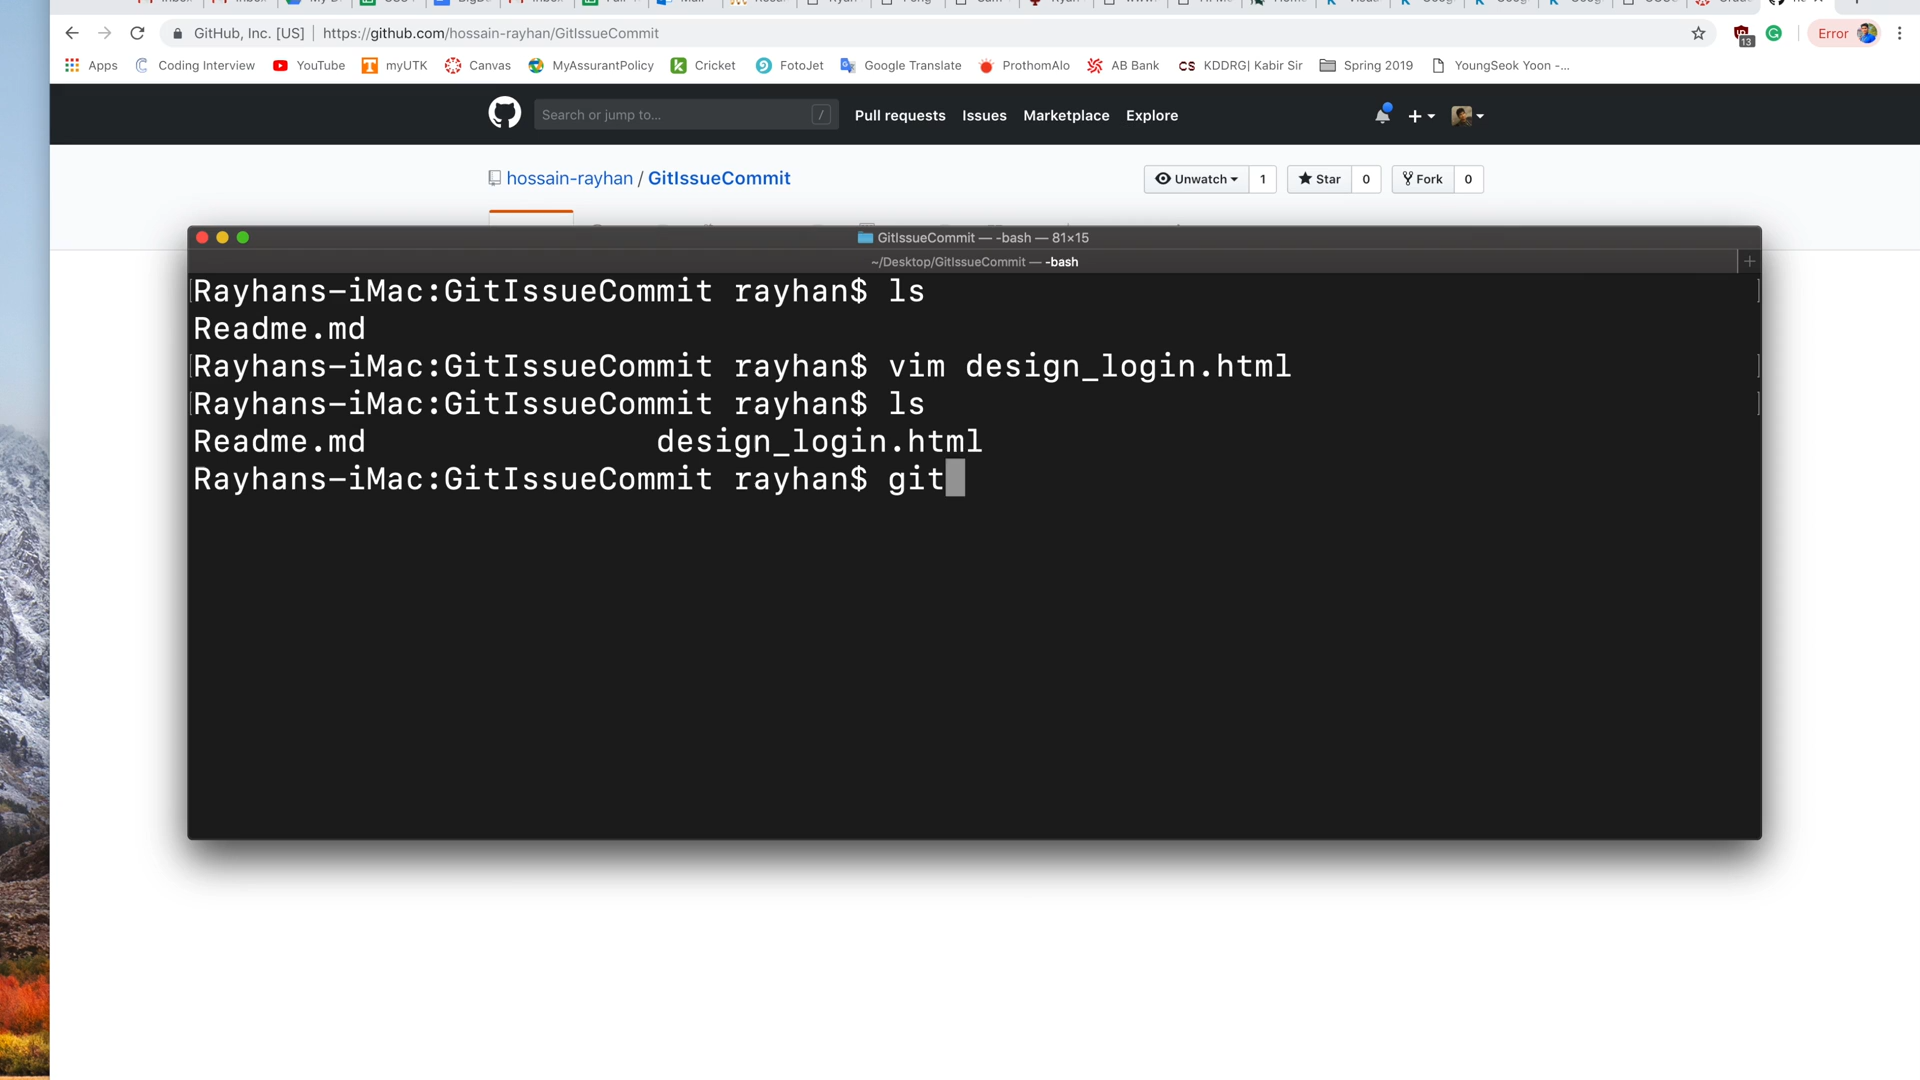 GitHub, Inc. [US] | https://github.com/hossain-rayhan/GitIssueCommit
Error
13
Apps Coding Interview YouTube myUTK Canvas MyAssurantPolicy Cricket FotoJet Google Translate ProthomAlo AB Bank CS KDDRG| Kabir Sir Spring 2019 YoungSeok Yoon -...
Search or jump to... / Pull requests Issues Marketplace Explore
hossain-rayhan / GitIssueCommit
Unwatch 1 Star 0 Fork 0
GitIssueCommit — -bash — 81×15
~/Desktop/GitIssueCommit — -bash
Rayhans-iMac:GitIssueCommit rayhan$ ls
Readme.md
Rayhans-iMac:GitIssueCommit rayhan$ vim design_login.html
Rayhans-iMac:GitIssueCommit rayhan$ ls
Readme.md design_login.html
Rayhans-iMac:GitIssueCommit rayhan$ git